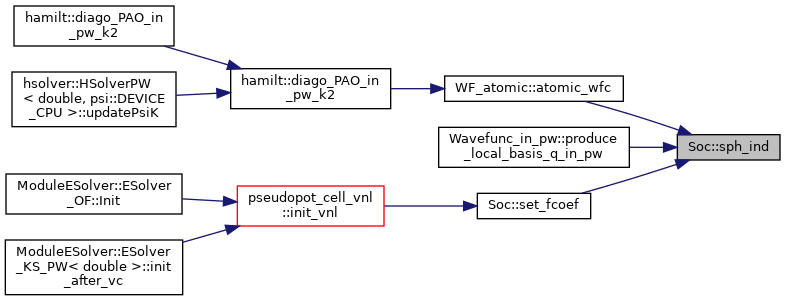 hamilt::diago_PAO_in
_pw_k2
hsolver::HSolverPW
< double, psi::DEVICE
_CPU >::updatePsiK
hamilt::diago_PAO_in
_pw_k2
WF_atomic::atomic_wfc
Wavefunc_in_pw::produce
_local_basis_q_in_pw
Soc::sph_ind
ModuleESolver::ESolver
_OF::Init
pseudopot_cell_vnl
::init_vnl
Soc::set_fcoef
ModuleESolver::ESolver
_KS_PW< double >::init
_after_vc